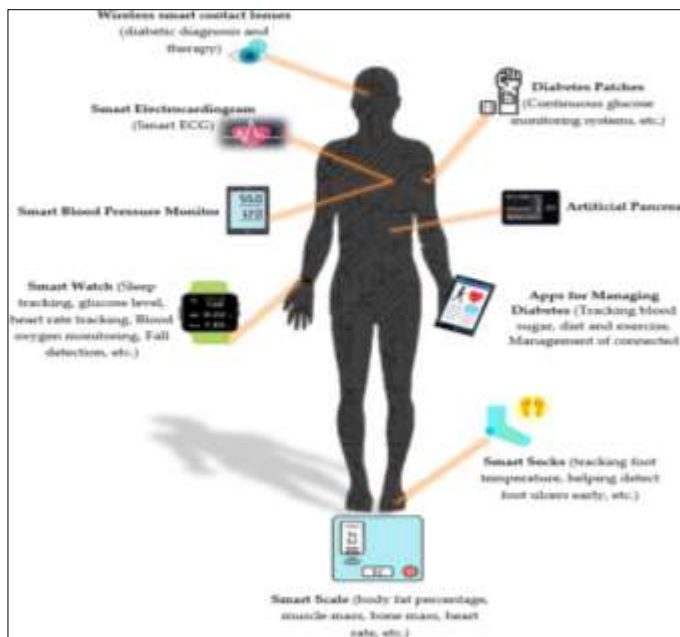 Wireless smart contact lenses
(diabetic diagnosis and
therapy)
Smart Electrocardingram
(Smart ECG)
Smart Blood Pressure Monitor
Smart Watch (Sleep
tracking, glucose level,
heart rate tracking, Blood
oxygen monitoring, Fall
detection, etc.)
Diabetes Patches
(Continuous glucose
monitoring systems, etc.)
Artificial Pancreas
Apps for Managing
Diabetes (Tracking blood
sugar, diet and exercise,
Management of connected
Smart Socks (tracking foot
temperature, helping detect
foot ulcers early, etc.)
Smart Scale (body fat percentage,
muscle mass, bone mass, heart
rate, etc.)